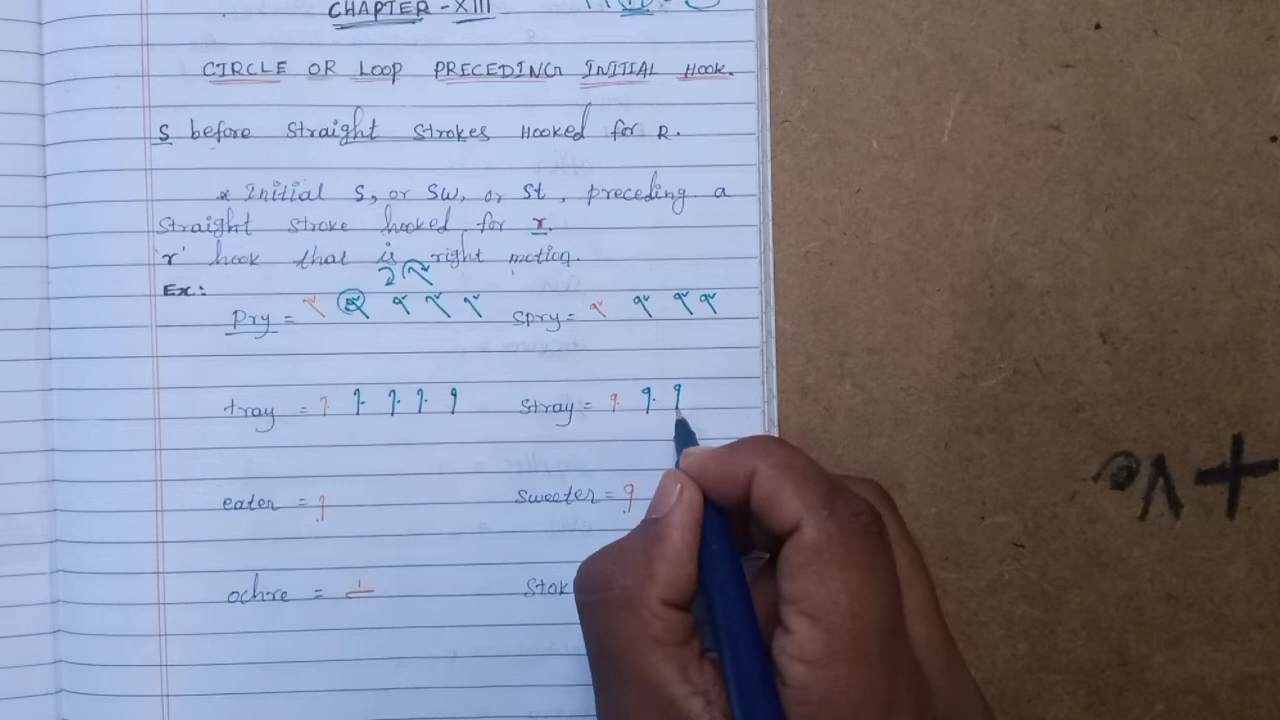 CHAPTER - XIII
CIRCLE OR LOOP PRECEDING INITIAL HOOK.
S before Straight Strokes Hooked for R.
* Initial S, or Sw, or St, preceding a
Straight Stroke hooked for r.
'r' hook that is right motion.
Ex:
Pry = Spry =
tray = Stray =
eater = Sweeter =
ochre = Stok